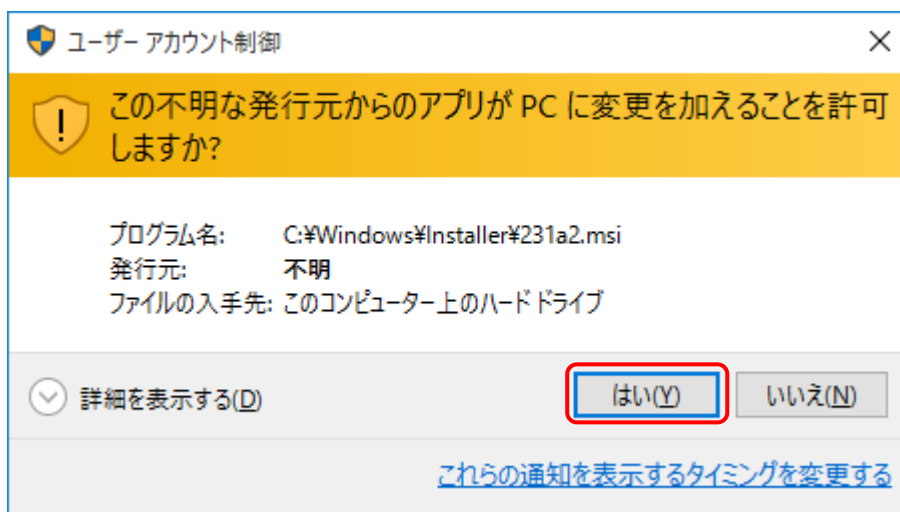 ユーザー アカウント制御
この不明な発行元からのアプリが PC に変更を加えることを許可
しますか?
プログラム名: C:¥Windows¥Installer¥231a2.msi
発行元: 不明
ファイルの入手先: このコンピューター上のハード ドライブ
詳細を表示する(D) はい(Y) いいえ(N)
これらの通知を表示するタイミングを変更する